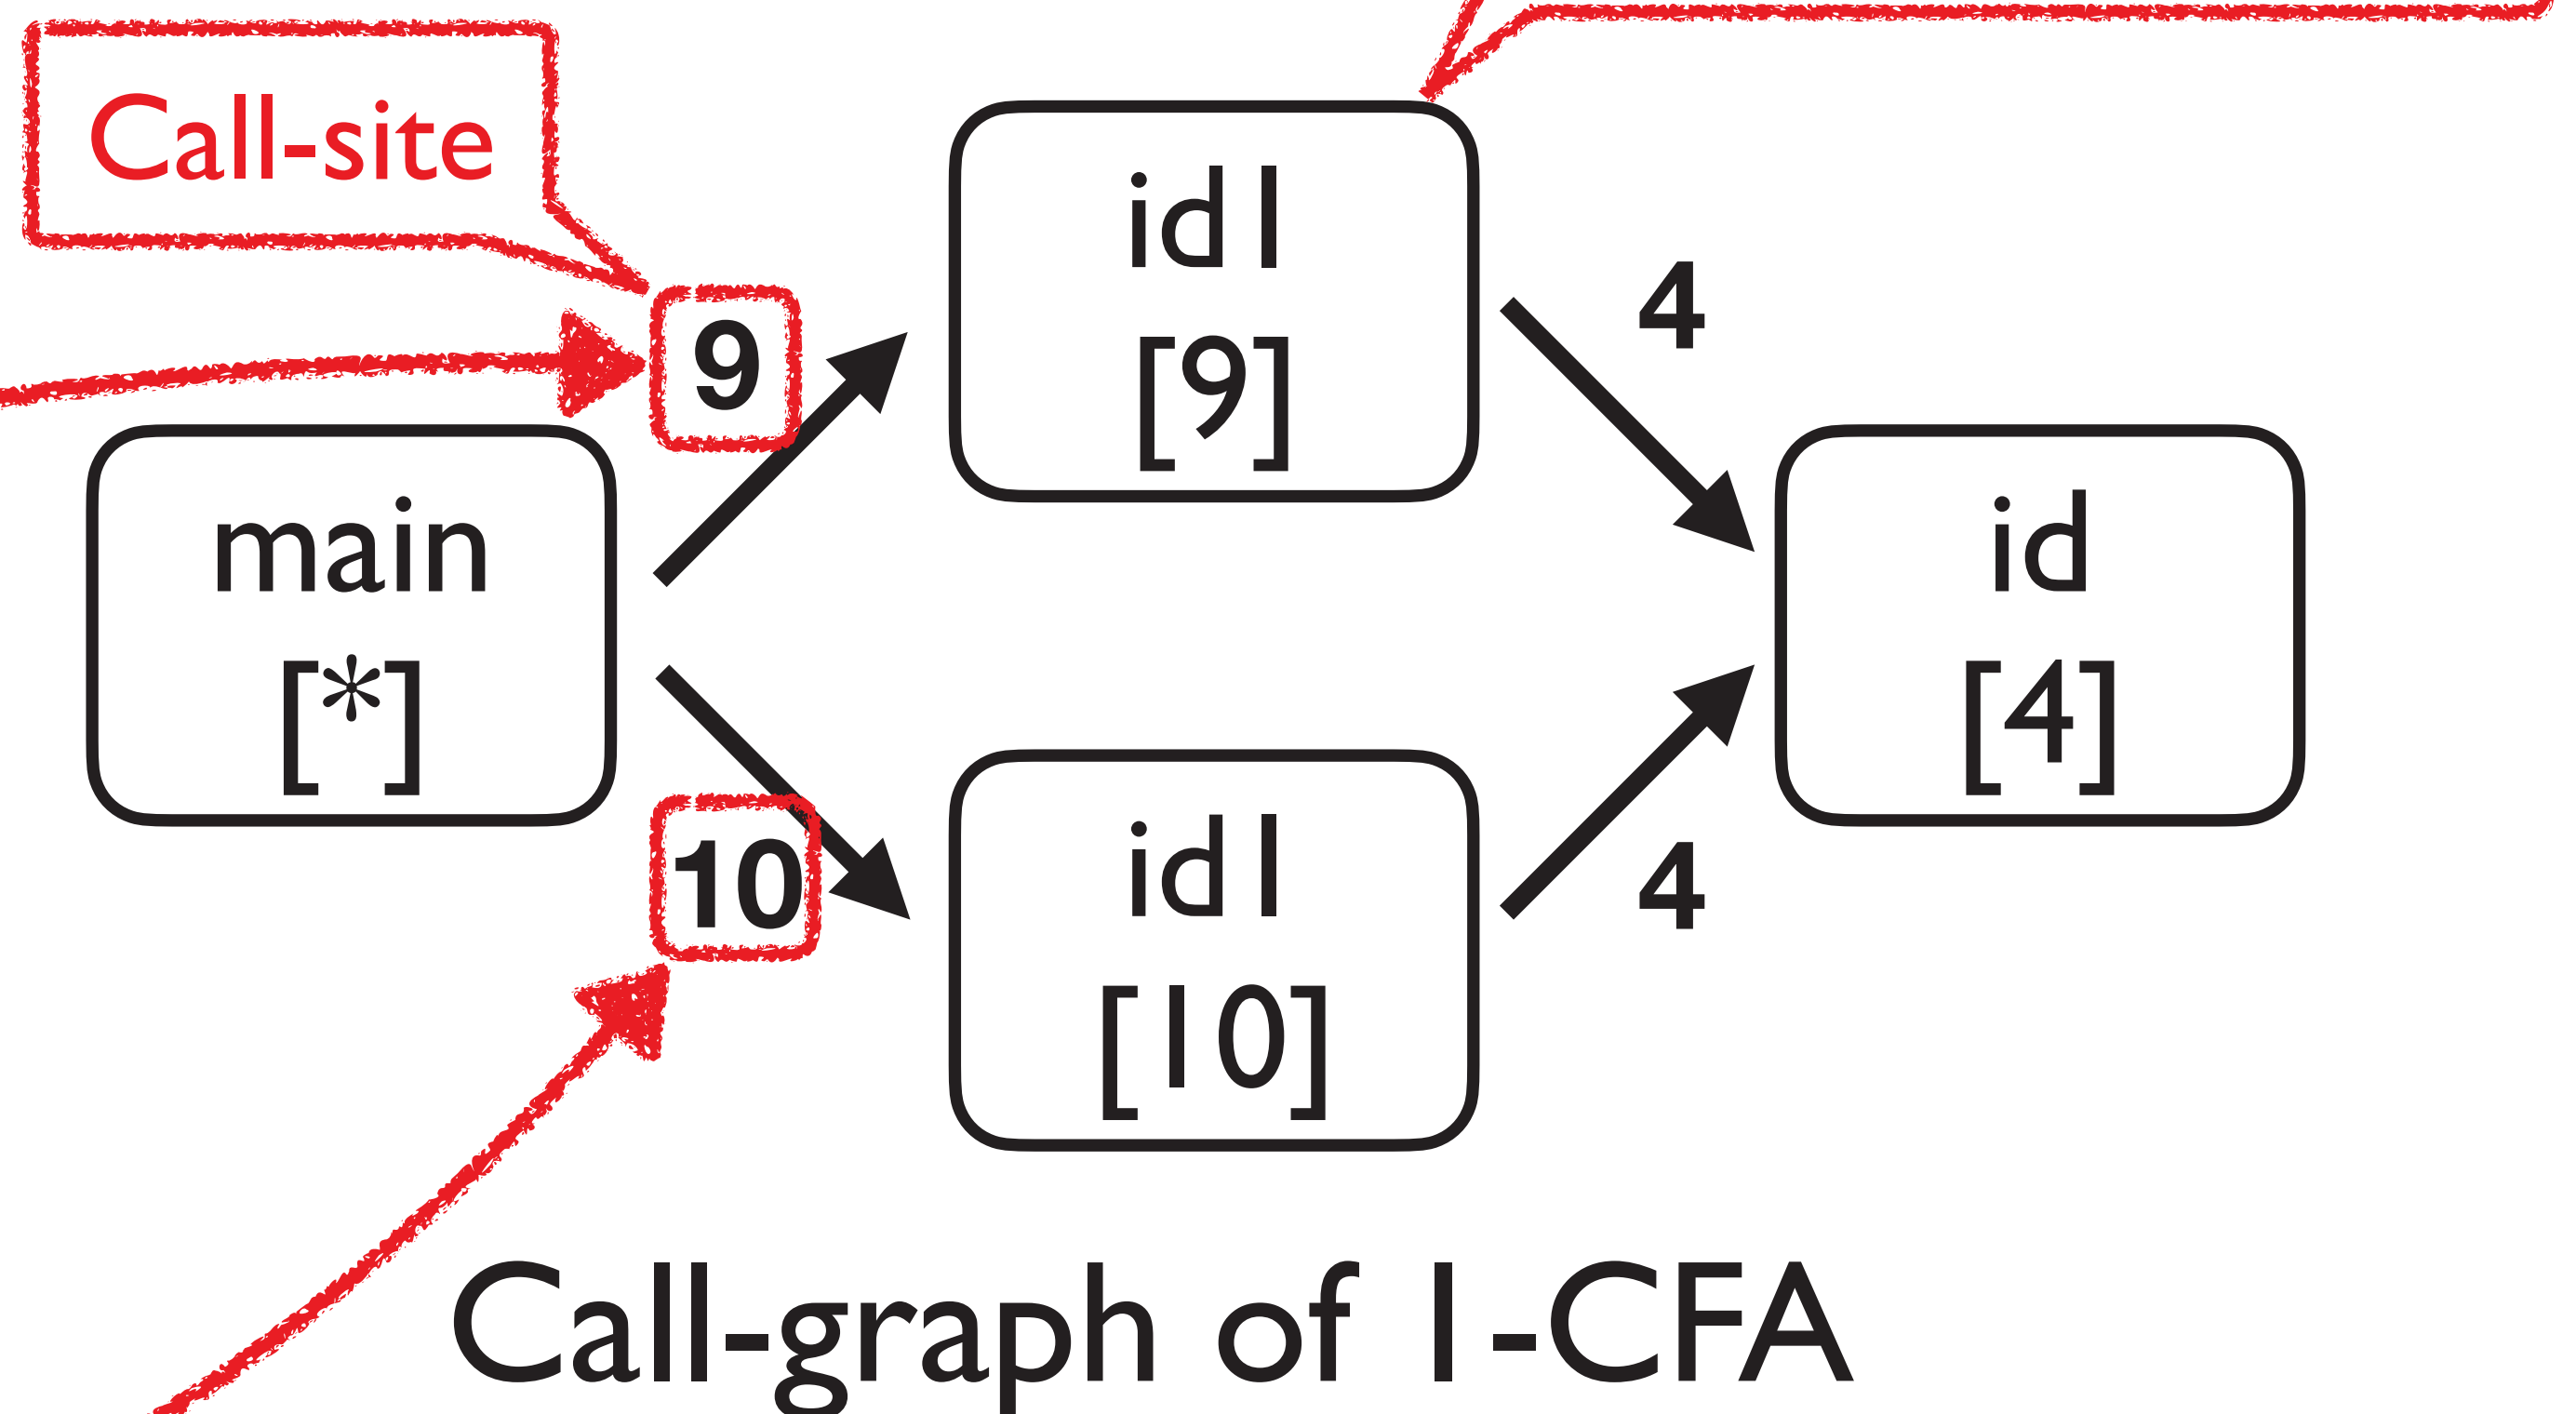 Call-site
9
id1
[9]
4
main
[*]
id
[4]
10
id1
[10]
4
Call-graph of 1-CFA